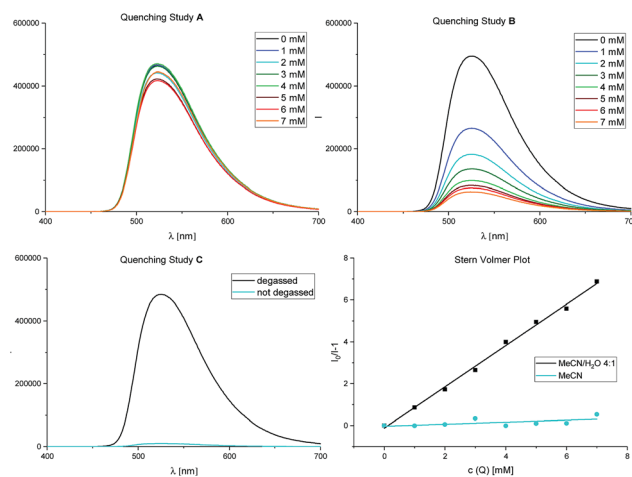 Quenching Study A
600000
400000
200000
0
400
500
600
700
λ [nm]
0 mM
1 mM
2 mM
3 mM
4 mM
5 mM
6 mM
7 mM
Quenching Study B
I
600000
400000
200000
0
400
500
600
700
λ [nm]
0 mM
1 mM
2 mM
3 mM
4 mM
5 mM
6 mM
7 mM
Quenching Study C
600000
400000
200000
0
400
500
600
700
λ [nm]
degassed
not degassed
Stern Volmer Plot
I₀/I-1
6
4
2
0
0
2
4
6
8
c (Q) [mM]
MeCN/H₂O 4:1
MeCN